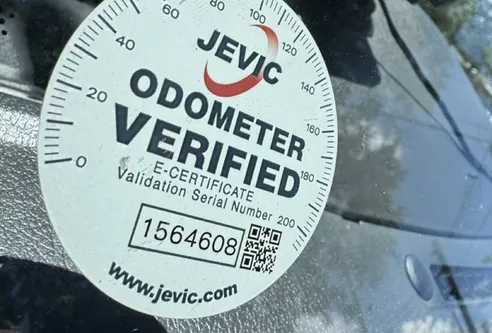 0
20
40
60
80
100
120
140
160
180
200
JEVIC
ODOMETER
VERIFIED
E-CERTIFICATE
Validation Serial Number
1564608
www.jevic.com